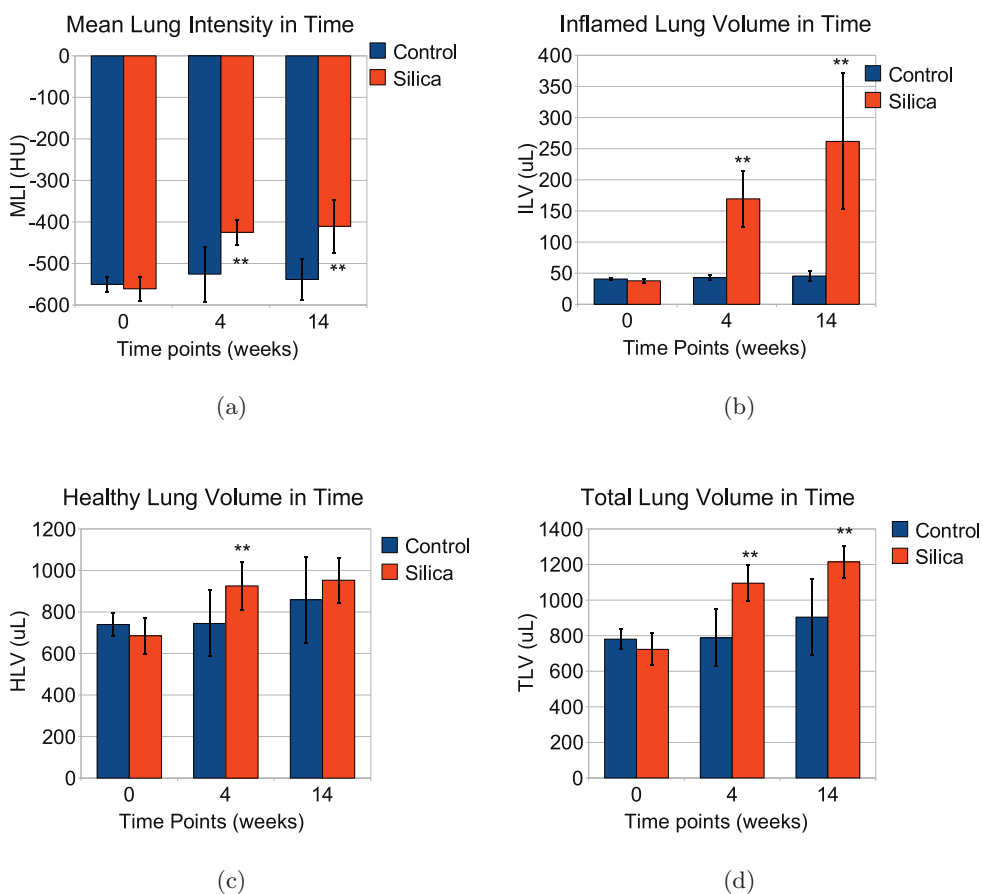 Mean Lung Intensity in Time
0
-100
-200
-300
-400
-500
-600
MLI (HU)
**
**
Control
Silica
0 4 14
Time points (weeks)
(a)
Inflamed Lung Volume in Time
400
350
300
250
200
150
100
50
0
ILV (uL)
**
**
Control
Silica
0 4 14
Time Points (weeks)
(b)
Healthy Lung Volume in Time
1200
1000
800
600
400
200
0
HLV (uL)
**
Control
Silica
0 4 14
Time Points (weeks)
(c)
Total Lung Volume in Time
1400
1200
1000
800
600
400
200
0
TLV (uL)
**
**
Control
Silica
0 4 14
Time points (weeks)
(d)